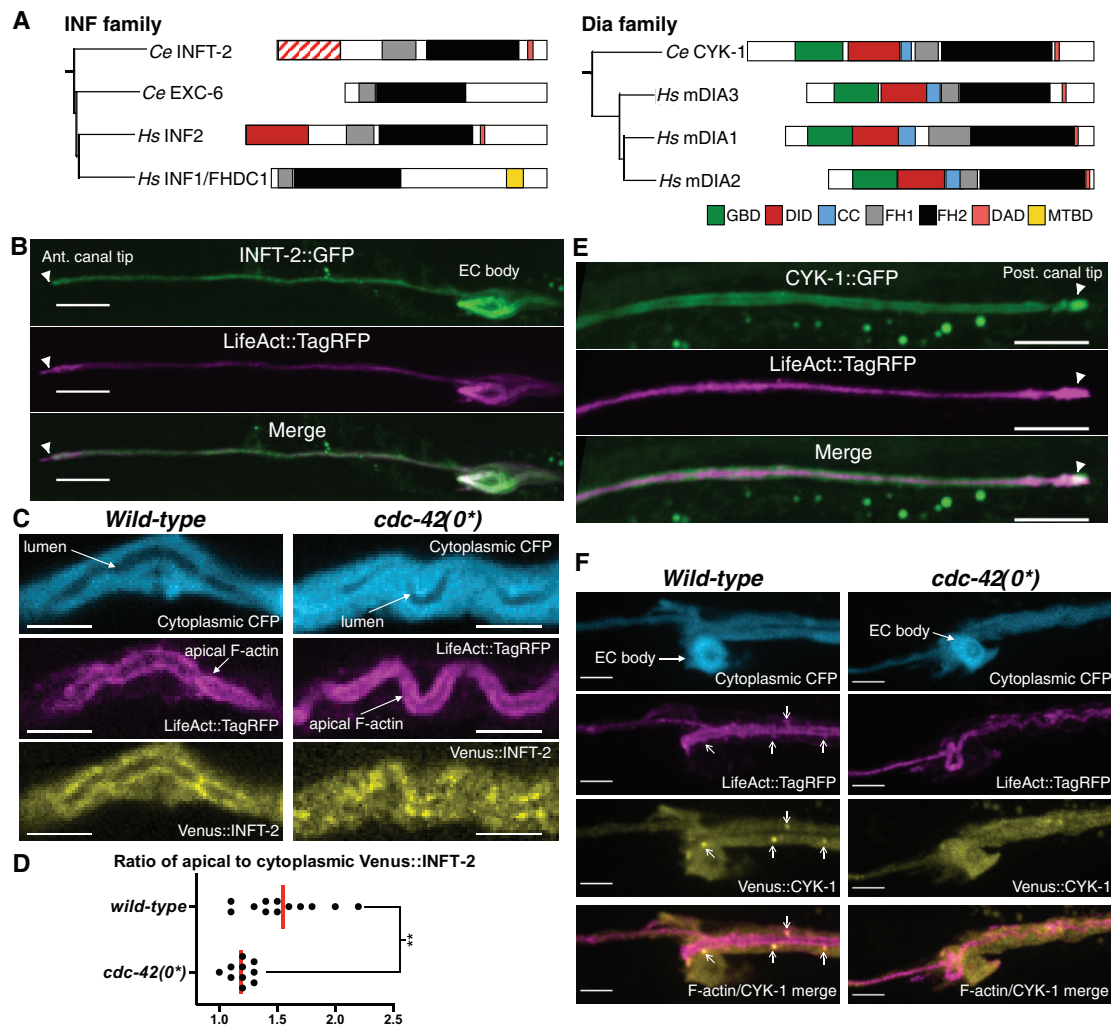 A
INF family
Ce INFT-2
Ce EXC-6
Hs INF2
Hs INF1/FHDC1
Dia family
Ce CYK-1
Hs mDIA3
Hs mDIA1
Hs mDIA2
GBD DID CC FH1 FH2 DAD MTBD
B
Ant. canal tip
INFT-2::GFP
EC body
LifeAct::TagRFP
Merge
E
CYK-1::GFP
Post. canal tip
LifeAct::TagRFP
Merge
C
Wild-type cdc-42(0*)
lumen
Cytoplasmic CFP
Cytoplasmic CFP
lumen
apical F-actin
LifeAct::TagRFP
LifeAct::TagRFP
apical F-actin
Venus::INFT-2
Venus::INFT-2
D
Ratio of apical to cytoplasmic Venus::INFT-2
wild-type
**
cdc-42(0*)
1.0 1.5 2.0 2.5
F
Wild-type cdc-42(0*)
EC body
Cytoplasmic CFP
EC body
Cytoplasmic CFP
LifeAct::TagRFP
LifeAct::TagRFP
Venus::CYK-1
Venus::CYK-1
F-actin/CYK-1 merge
F-actin/CYK-1 merge